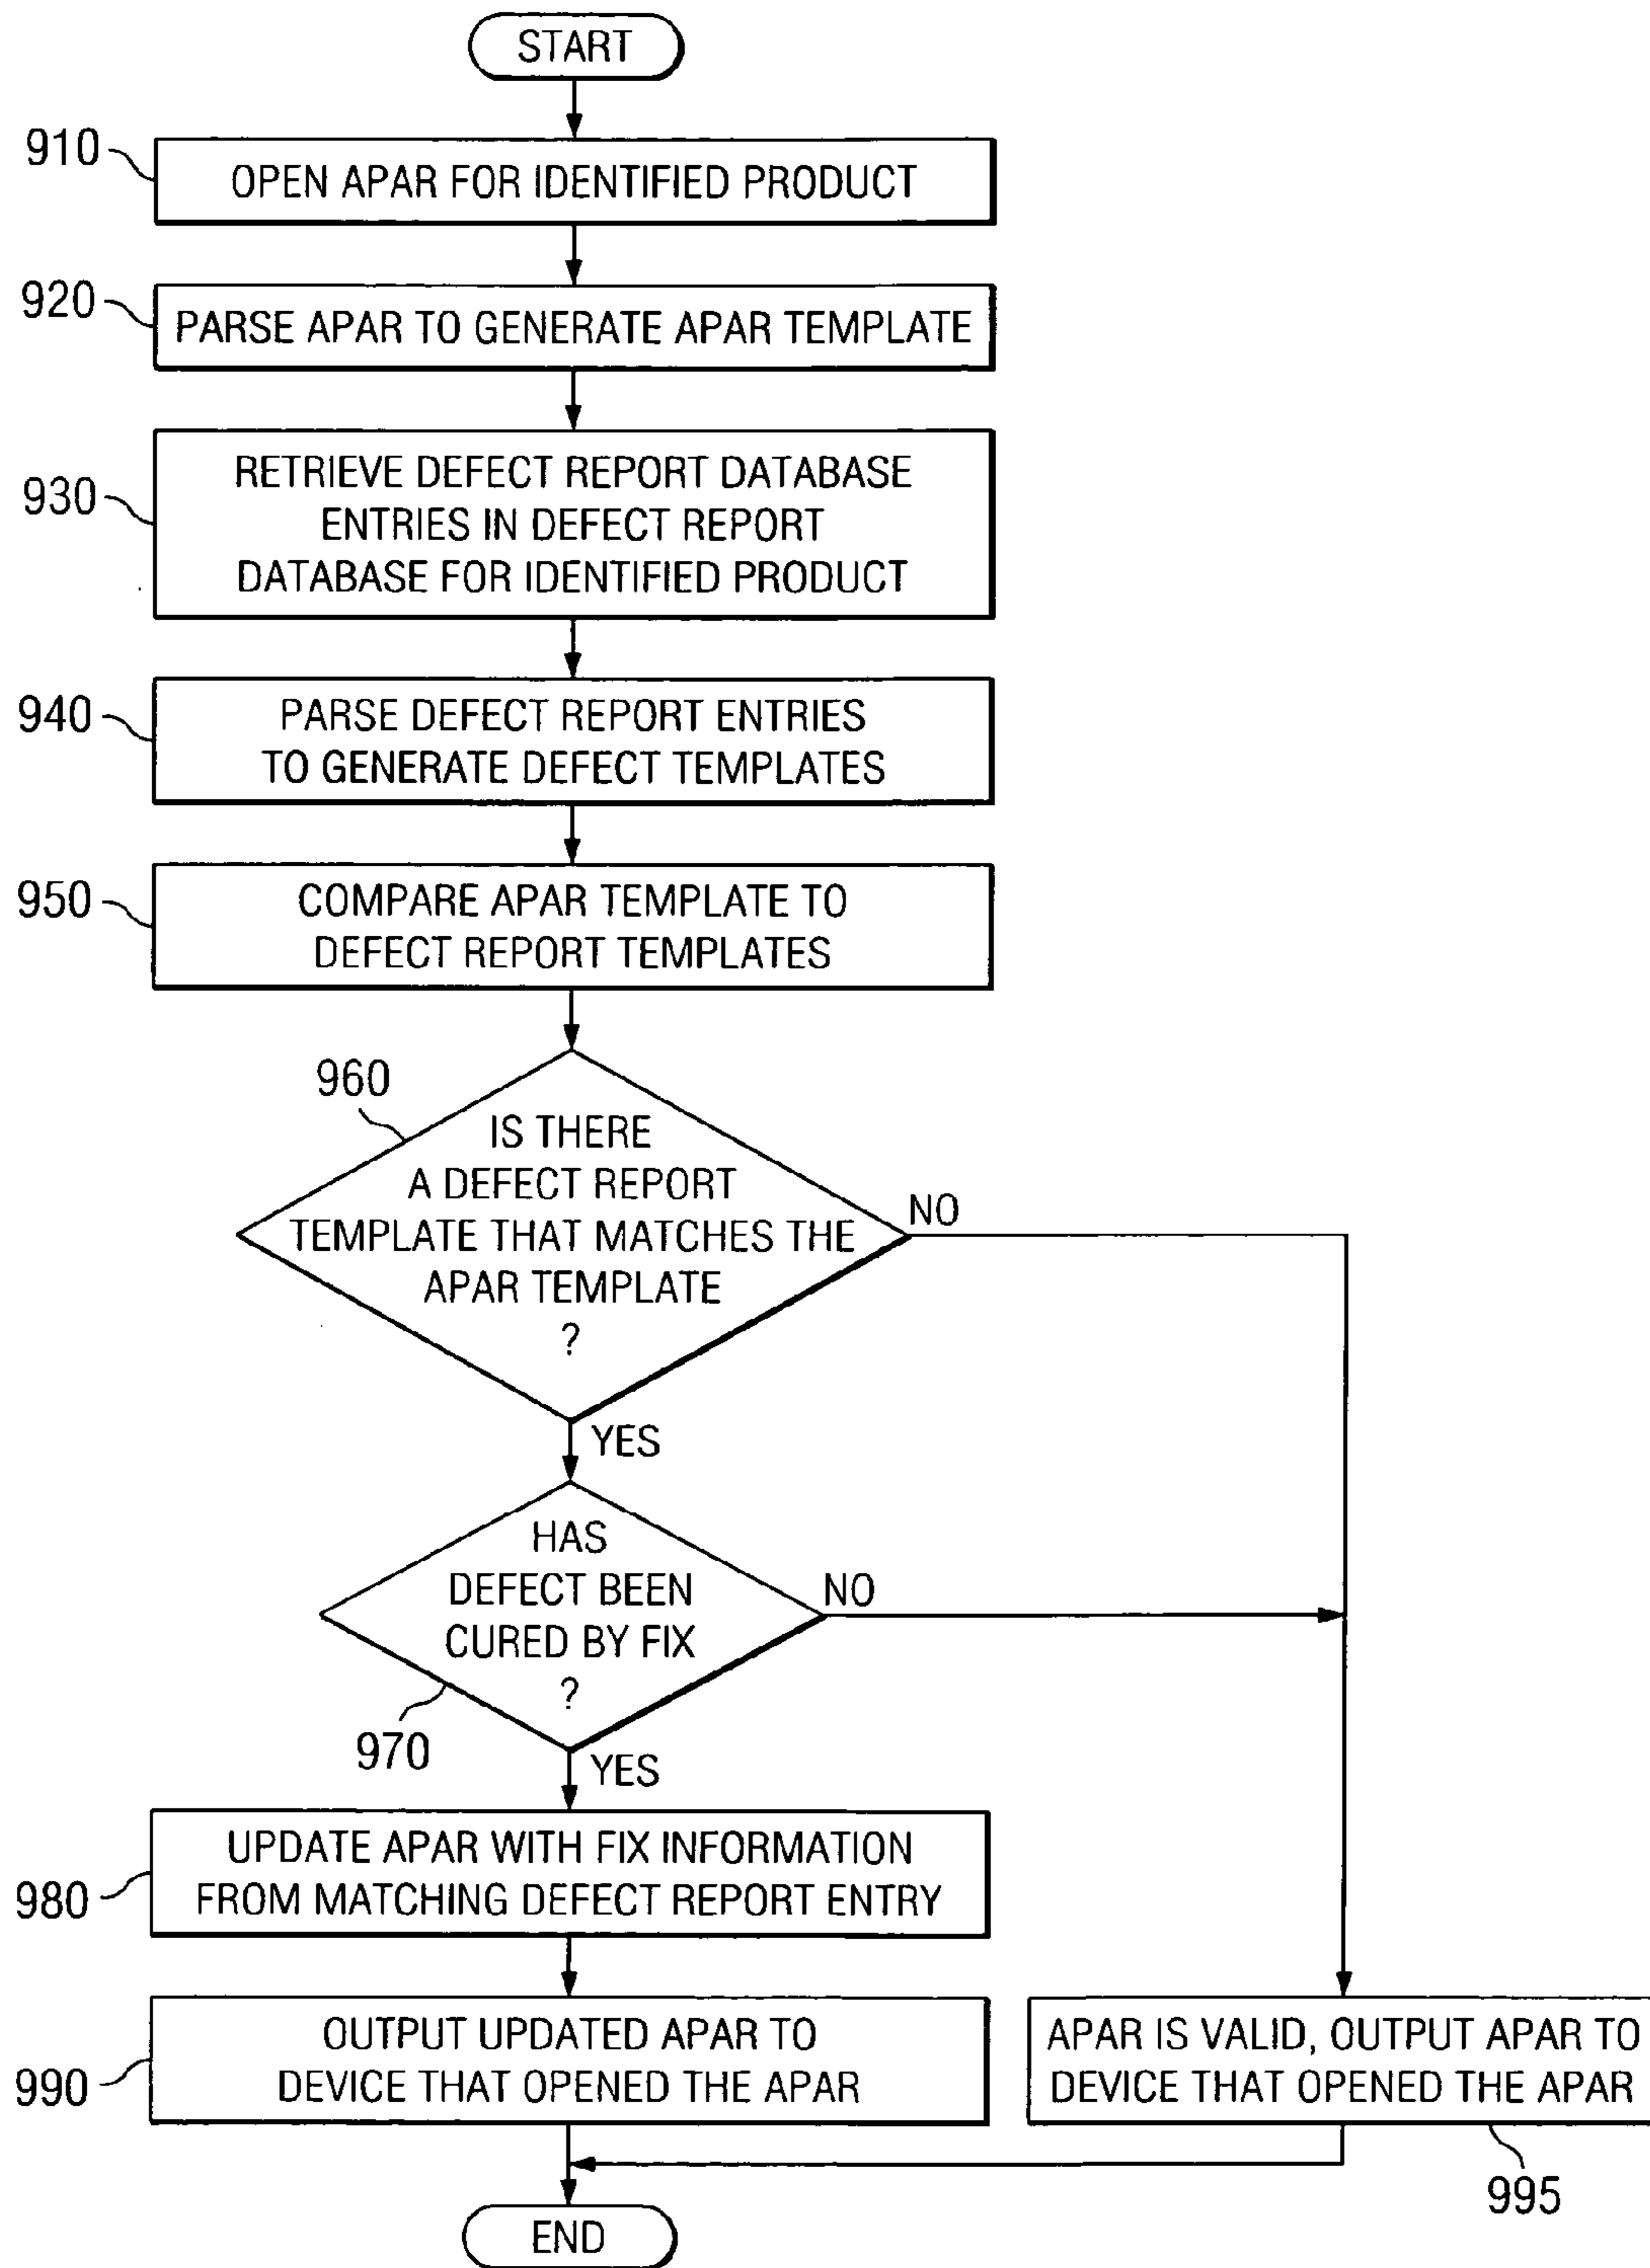 START
910
OPEN APAR FOR IDENTIFIED PRODUCT
920
PARSE APAR TO GENERATE APAR TEMPLATE
930
RETRIEVE DEFECT REPORT DATABASE
ENTRIES IN DEFECT REPORT
DATABASE FOR IDENTIFIED PRODUCT
940
PARSE DEFECT REPORT ENTRIES
TO GENERATE DEFECT TEMPLATES
950
COMPARE APAR TEMPLATE TO
DEFECT REPORT TEMPLATES
960
IS THERE
A DEFECT REPORT
TEMPLATE THAT MATCHES THE
APAR TEMPLATE
?
NO
YES
HAS
DEFECT BEEN
CURED BY FIX
?
NO
970
YES
980
UPDATE APAR WITH FIX INFORMATION
FROM MATCHING DEFECT REPORT ENTRY
990
OUTPUT UPDATED APAR TO
DEVICE THAT OPENED THE APAR
APAR IS VALID, OUTPUT APAR TO
DEVICE THAT OPENED THE APAR
995
END